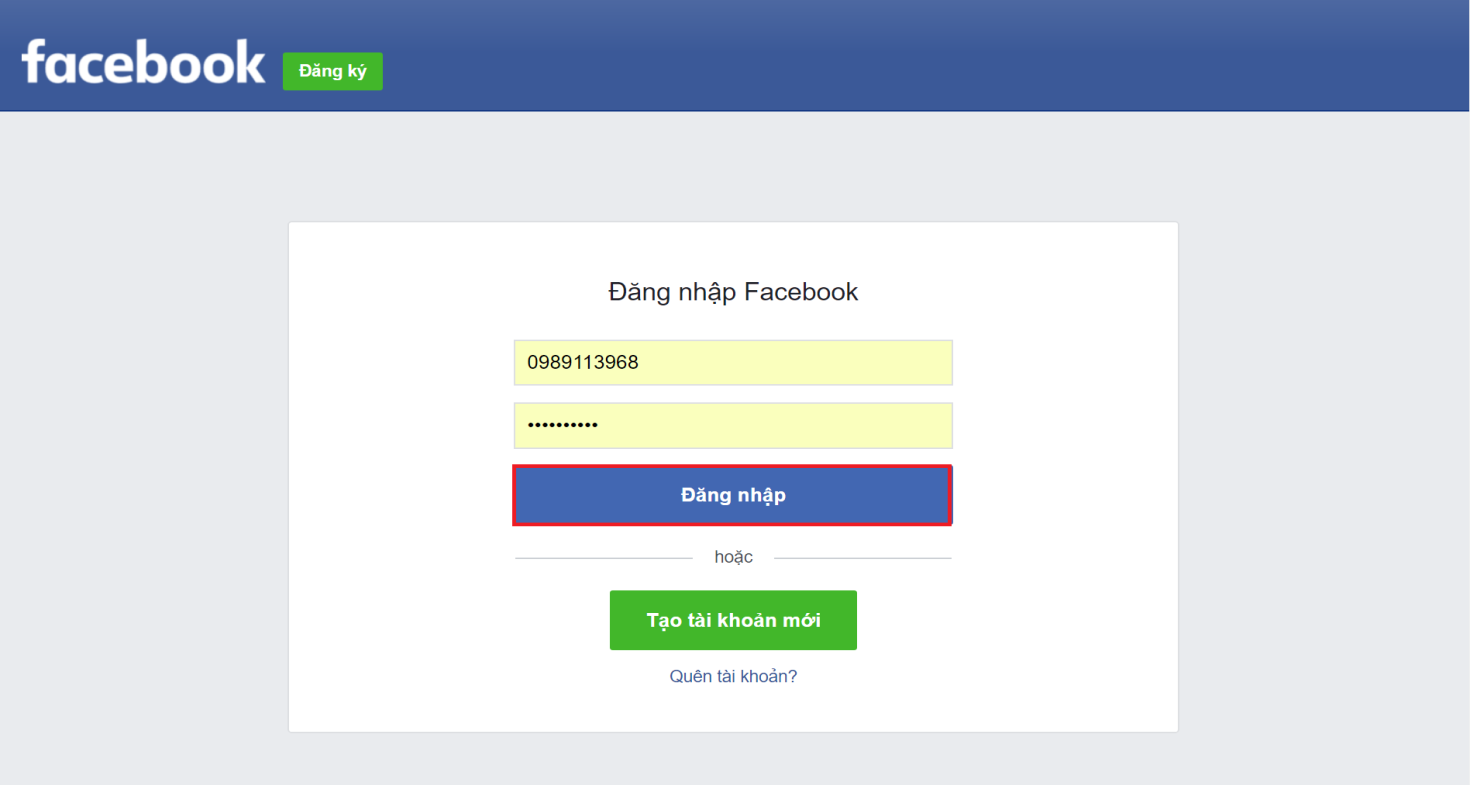 facebook
Đăng ký
Đăng nhập Facebook
0989113968
••••••••••
Đăng nhập
hoặc
Tạo tài khoản mới
Quên tài khoản?